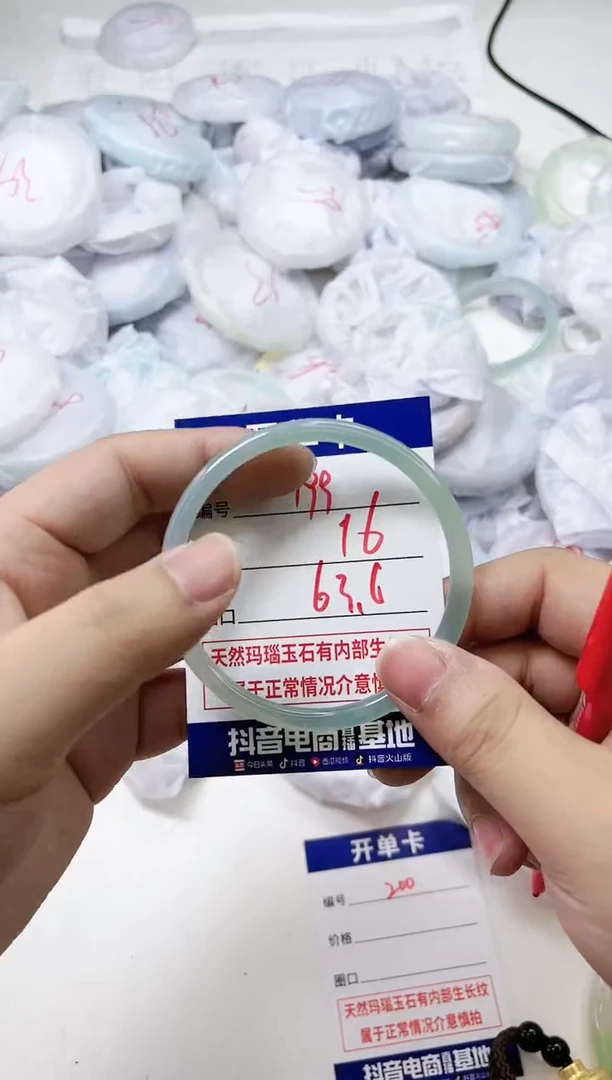 199
编号
16
63.6
口
天然玛瑙玉石有内部生
于正常情况介意慎
抖音电商直播基地
今日头条 抖音 西瓜视频 抖音火山版
开单卡
编号 200
价格
圈口
天然玛瑙玉石有内部生长纹
属于正常情况介意慎拍
抖音电商直播基地